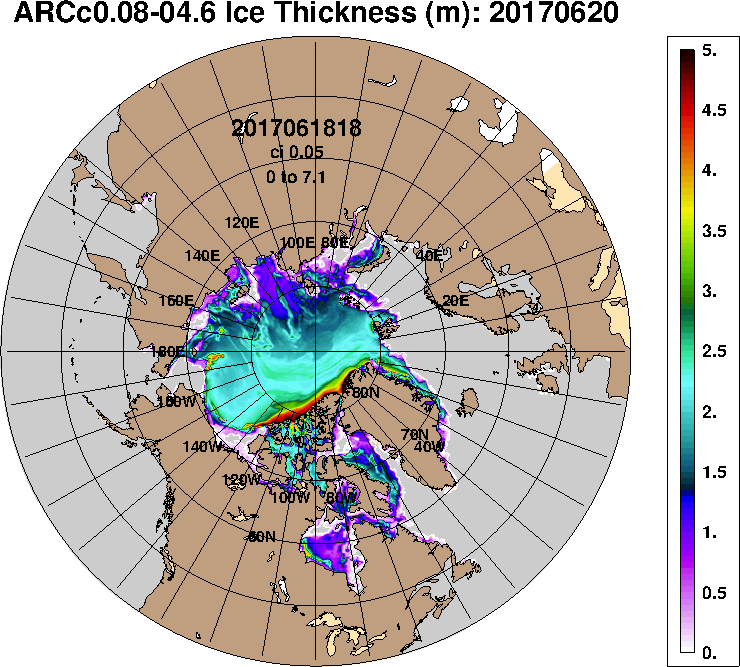 ARCc0.08-04.6 Ice Thickness (m): 20170620
2017061818
ci 0.05
0 to 7.1
120E
100E 80E
140E
40E
160E
20E
180E
160W
80N
70N
140W
40W
120W
100W
80W
60N
5.
4.5
4.
3.5
3.
2.5
2.
1.5
1.
0.5
0.